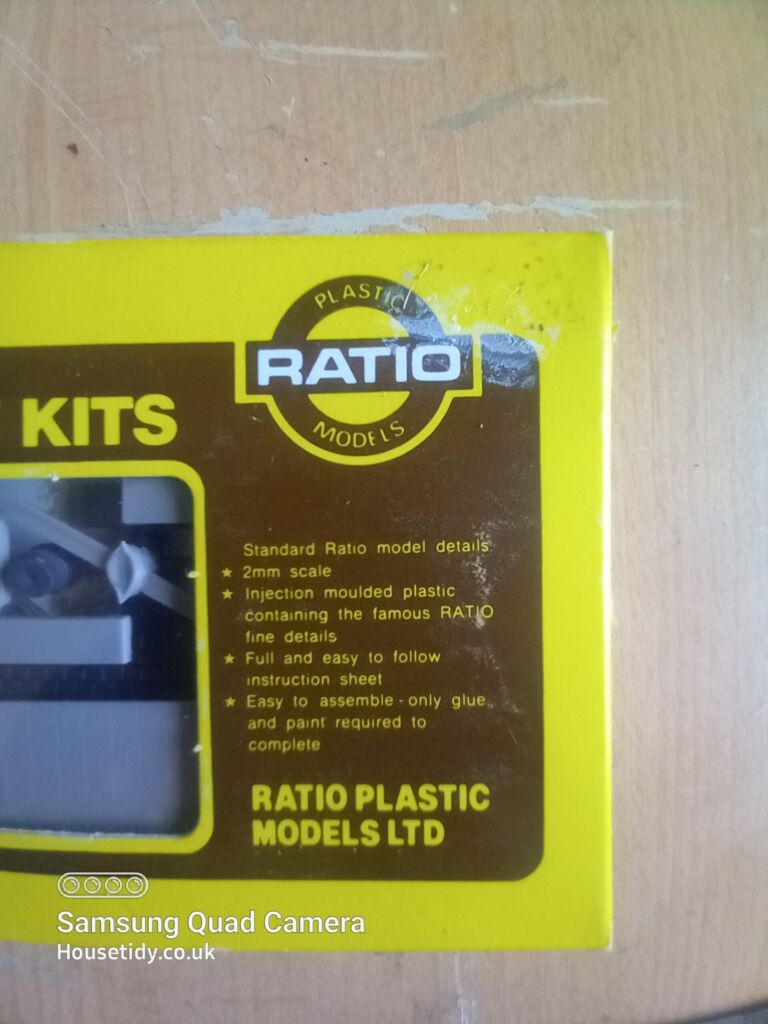 PLASTIC
RATIO
MODELS
KITS
Standard Ratio model details:
★ 2mm scale
★ Injection moulded plastic
containing the famous RATIO
fine details
★ Full and easy to follow
instruction sheet
★ Easy to assemble - only glue
and paint required to
complete
RATIO PLASTIC
MODELS LTD
Samsung Quad Camera
Housetidy.co.uk